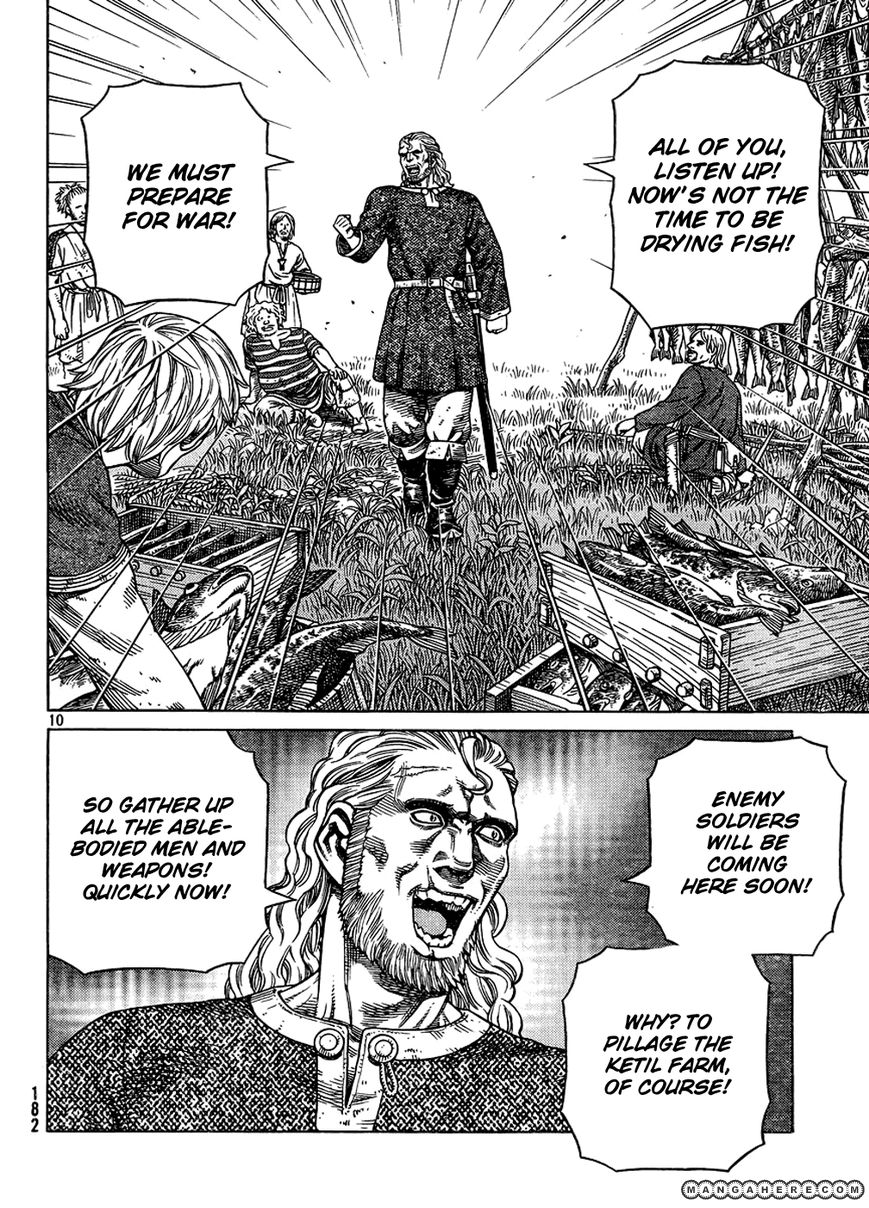 ALL OF YOU,
LISTEN UP!
NOW'S NOT THE
TIME TO BE
DRYING FISH!
WE MUST
PREPARE
FOR WAR!
10
ENEMY
SOLDIERS
WILL BE
COMING
HERE SOON!
WHY? TO
PILLAGE THE
KETIL FARM,
OF COURSE!
SO GATHER UP
ALL THE ABLE-
BODIED MEN AND
WEAPONS!
QUICKLY NOW!
182
MANGAHERE.COM